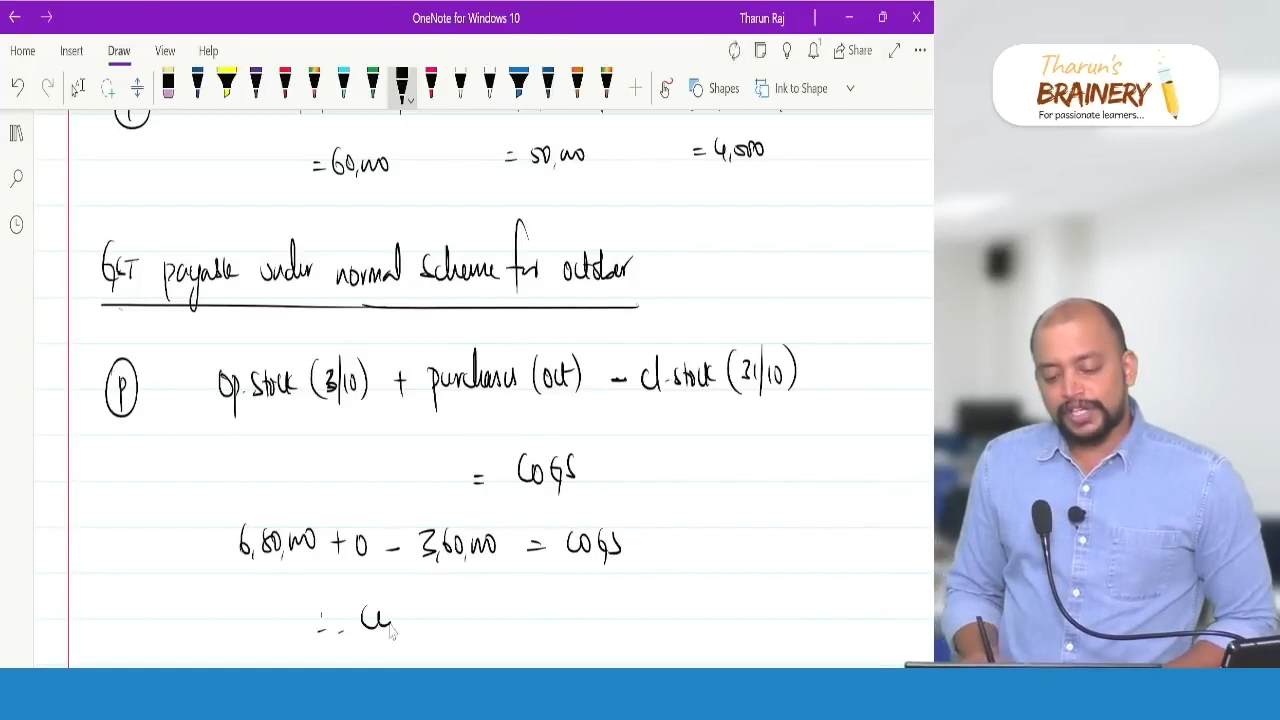 OneNote for Windows 10
Tharun Raj
Home Insert Draw View Help
Share
Shapes
Ink to Shape
Tharun's
BRAINERY
For passionate learners...
= 60,000 = 50,000 = 4,500
GST payable under normal scheme for october
P Op. Stock (3/10) + purchases (oct) - cl. stock (31/10)
= COGS
6,80,000 + 0 - 3,60,000 = COGS
∴